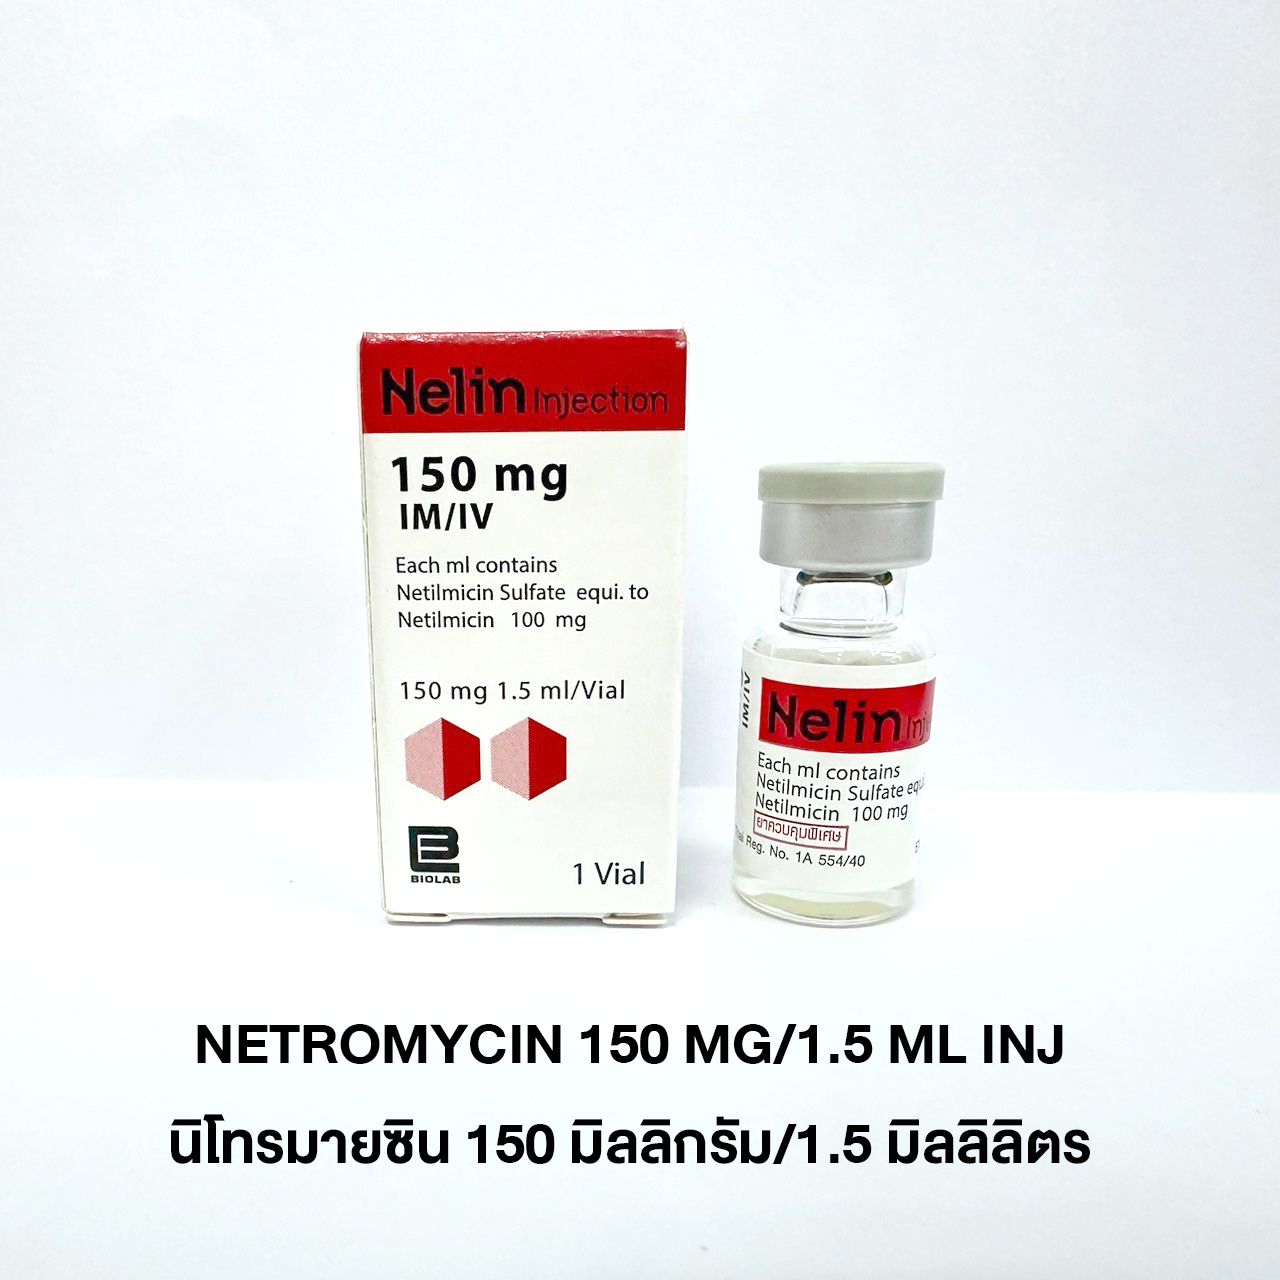 Nelin Injection
150 mg
IM/IV
Each ml contains
Netilmicin Sulfate equi. to
Netilmicin 100 mg
150 mg 1.5 ml/Vial
BIOLAB
1 Vial
IM/IV
Nelin
Each ml contains
Netilmicin Sulfate
Netilmicin 100 mg
ยาควบคุมพิเศษ
Reg. No. 1A 554/40
NETROMYCIN 150 MG/1.5 ML INJ
นิโทรมายซิน 150 มิลลิกรัม/1.5 มิลลิลิตร